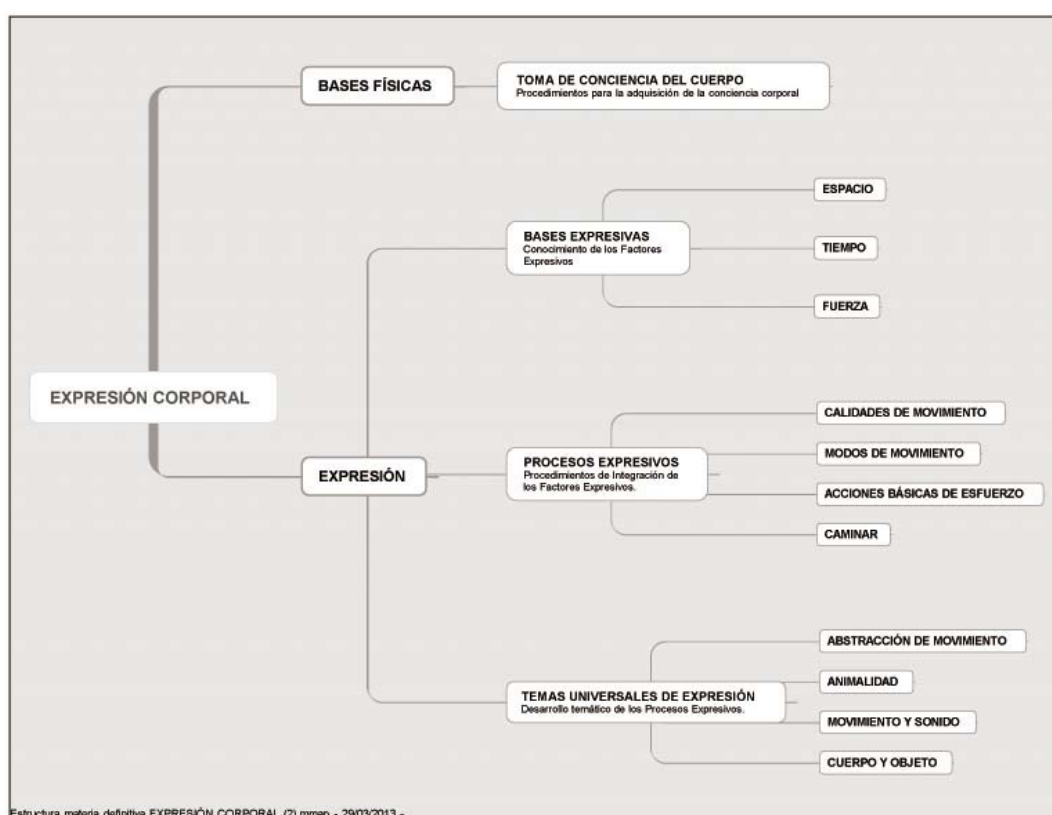 BASES FÍSICAS
TOMA DE CONCIENCIA DEL CUERPO
Procedimientos para la adquisición de la conciencia corporal
ESPACIO
BASES EXPRESIVAS
Conocimiento de los Factores
Expresivos
TIEMPO
FUERZA
EXPRESIÓN CORPORAL
CALIDADES DE MOVIMIENTO
MODOS DE MOVIMIENTO
EXPRESIÓN
PROCESOS EXPRESIVOS
Procedimientos de Integración de
los Factores Expresivos.
ACCIONES BÁSICAS DE ESFUERZO
CAMINAR
ABSTRACCIÓN DE MOVIMIENTO
ANIMALIDAD
TEMAS UNIVERSALES DE EXPRESIÓN
Desarrollo temático de los Procesos Expresivos.
MOVIMIENTO Y SONIDO
CUERPO Y OBJETO
Estructura materia definitiva EXPRESIÓN CORPORAL (2).mmap - 29/03/2013 -